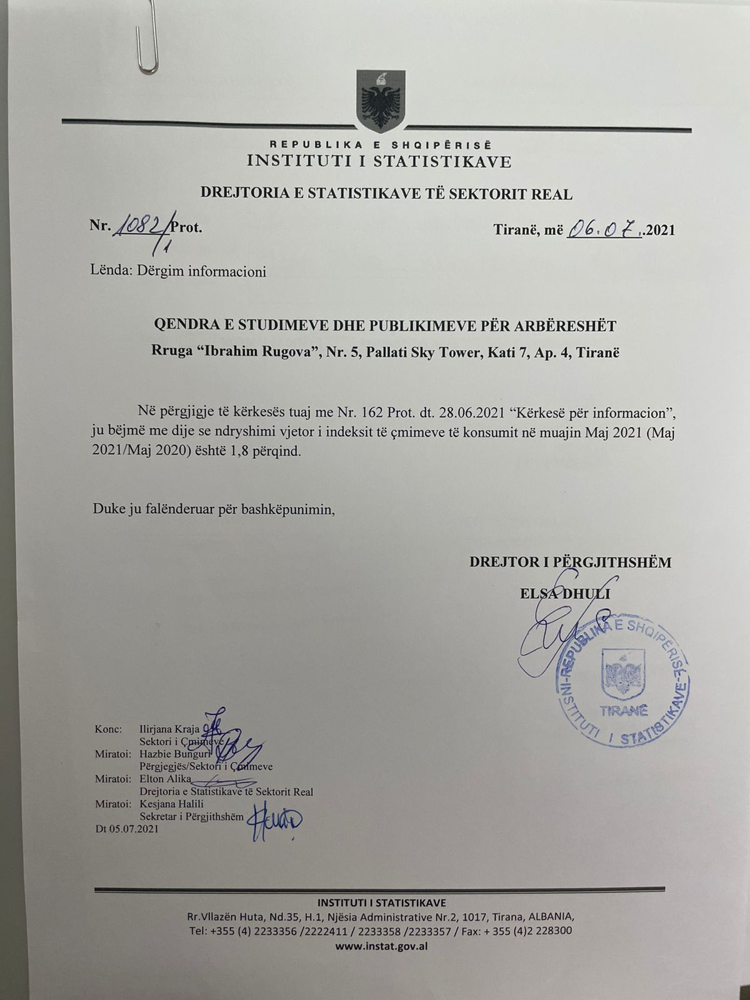 REPUBLIKA E SHQIPËRISË
INSTITUTI I STATISTIKAVE
DREJTORIA E STATISTIKAVE TË SEKTORIT REAL
Nr. 1082/1 Prot.
Tiranë, më 06.07..2021
Lënda: Dërgim informacioni
QENDRA E STUDIMEVE DHE PUBLIKIMEVE PËR ARBËRESHËT
Rruga “Ibrahim Rugova”, Nr. 5, Pallati Sky Tower, Kati 7, Ap. 4, Tiranë
Në përgjigje të kërkesës tuaj me Nr. 162 Prot. dt. 28.06.2021 “Kërkesë për informacion”,
ju bëjmë me dije se ndryshimi vjetor i indeksit të çmimeve të konsumit në muajin Maj 2021 (Maj
2021/Maj 2020) është 1,8 përqind.
Duke ju falënderuar për bashkëpunimin,
DREJTOR I PËRGJITHSHËM
ELSA DHULI
REPUBLIKA E SHQIPËRISË-
INSTITUTI I STATISTIKAVE-
TIRANË
Konc: Ilirjana Kraja
Sektori i Çmimeve
Miratoi: Hazbie Bunguri
Përgjegjës/Sektori i Çmimeve
Miratoi: Elton Alika
Drejtoria e Statistikave të Sektorit Real
Miratoi: Kesjana Halili
Sekretar i Përgjithshëm
Dt 05.07.2021
INSTITUTI I STATISTIKAVE
Rr.Vllazën Huta, Nd.35, H.1, Njësia Administrative Nr.2, 1017, Tirana, ALBANIA,
Tel: +355 (4) 2233356 /2222411 / 2233358 /2233357 / Fax: + 355 (4)2 228300
www.instat.gov.al